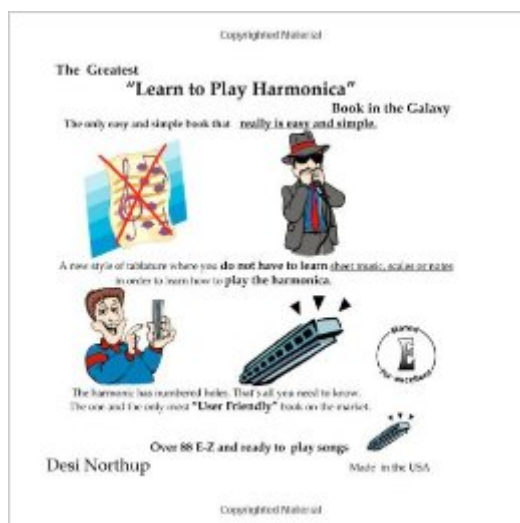 Copyrighted Material
The Greatest
"Learn to Play Harmonica"
Book in the Galaxy
The only easy and simple book that really is easy and simple.
A new style of tablature where you do not have to learn sheet music, scales or notes
in order to learn how to play the harmonica.
E
The harmonic has numbered holes. That's all you need to know.
The one and the only most "User Friendly" book on the market.
Over 88 E-Z and ready to play songs
Desi Northup
Made in the USA
Copyrighted Material